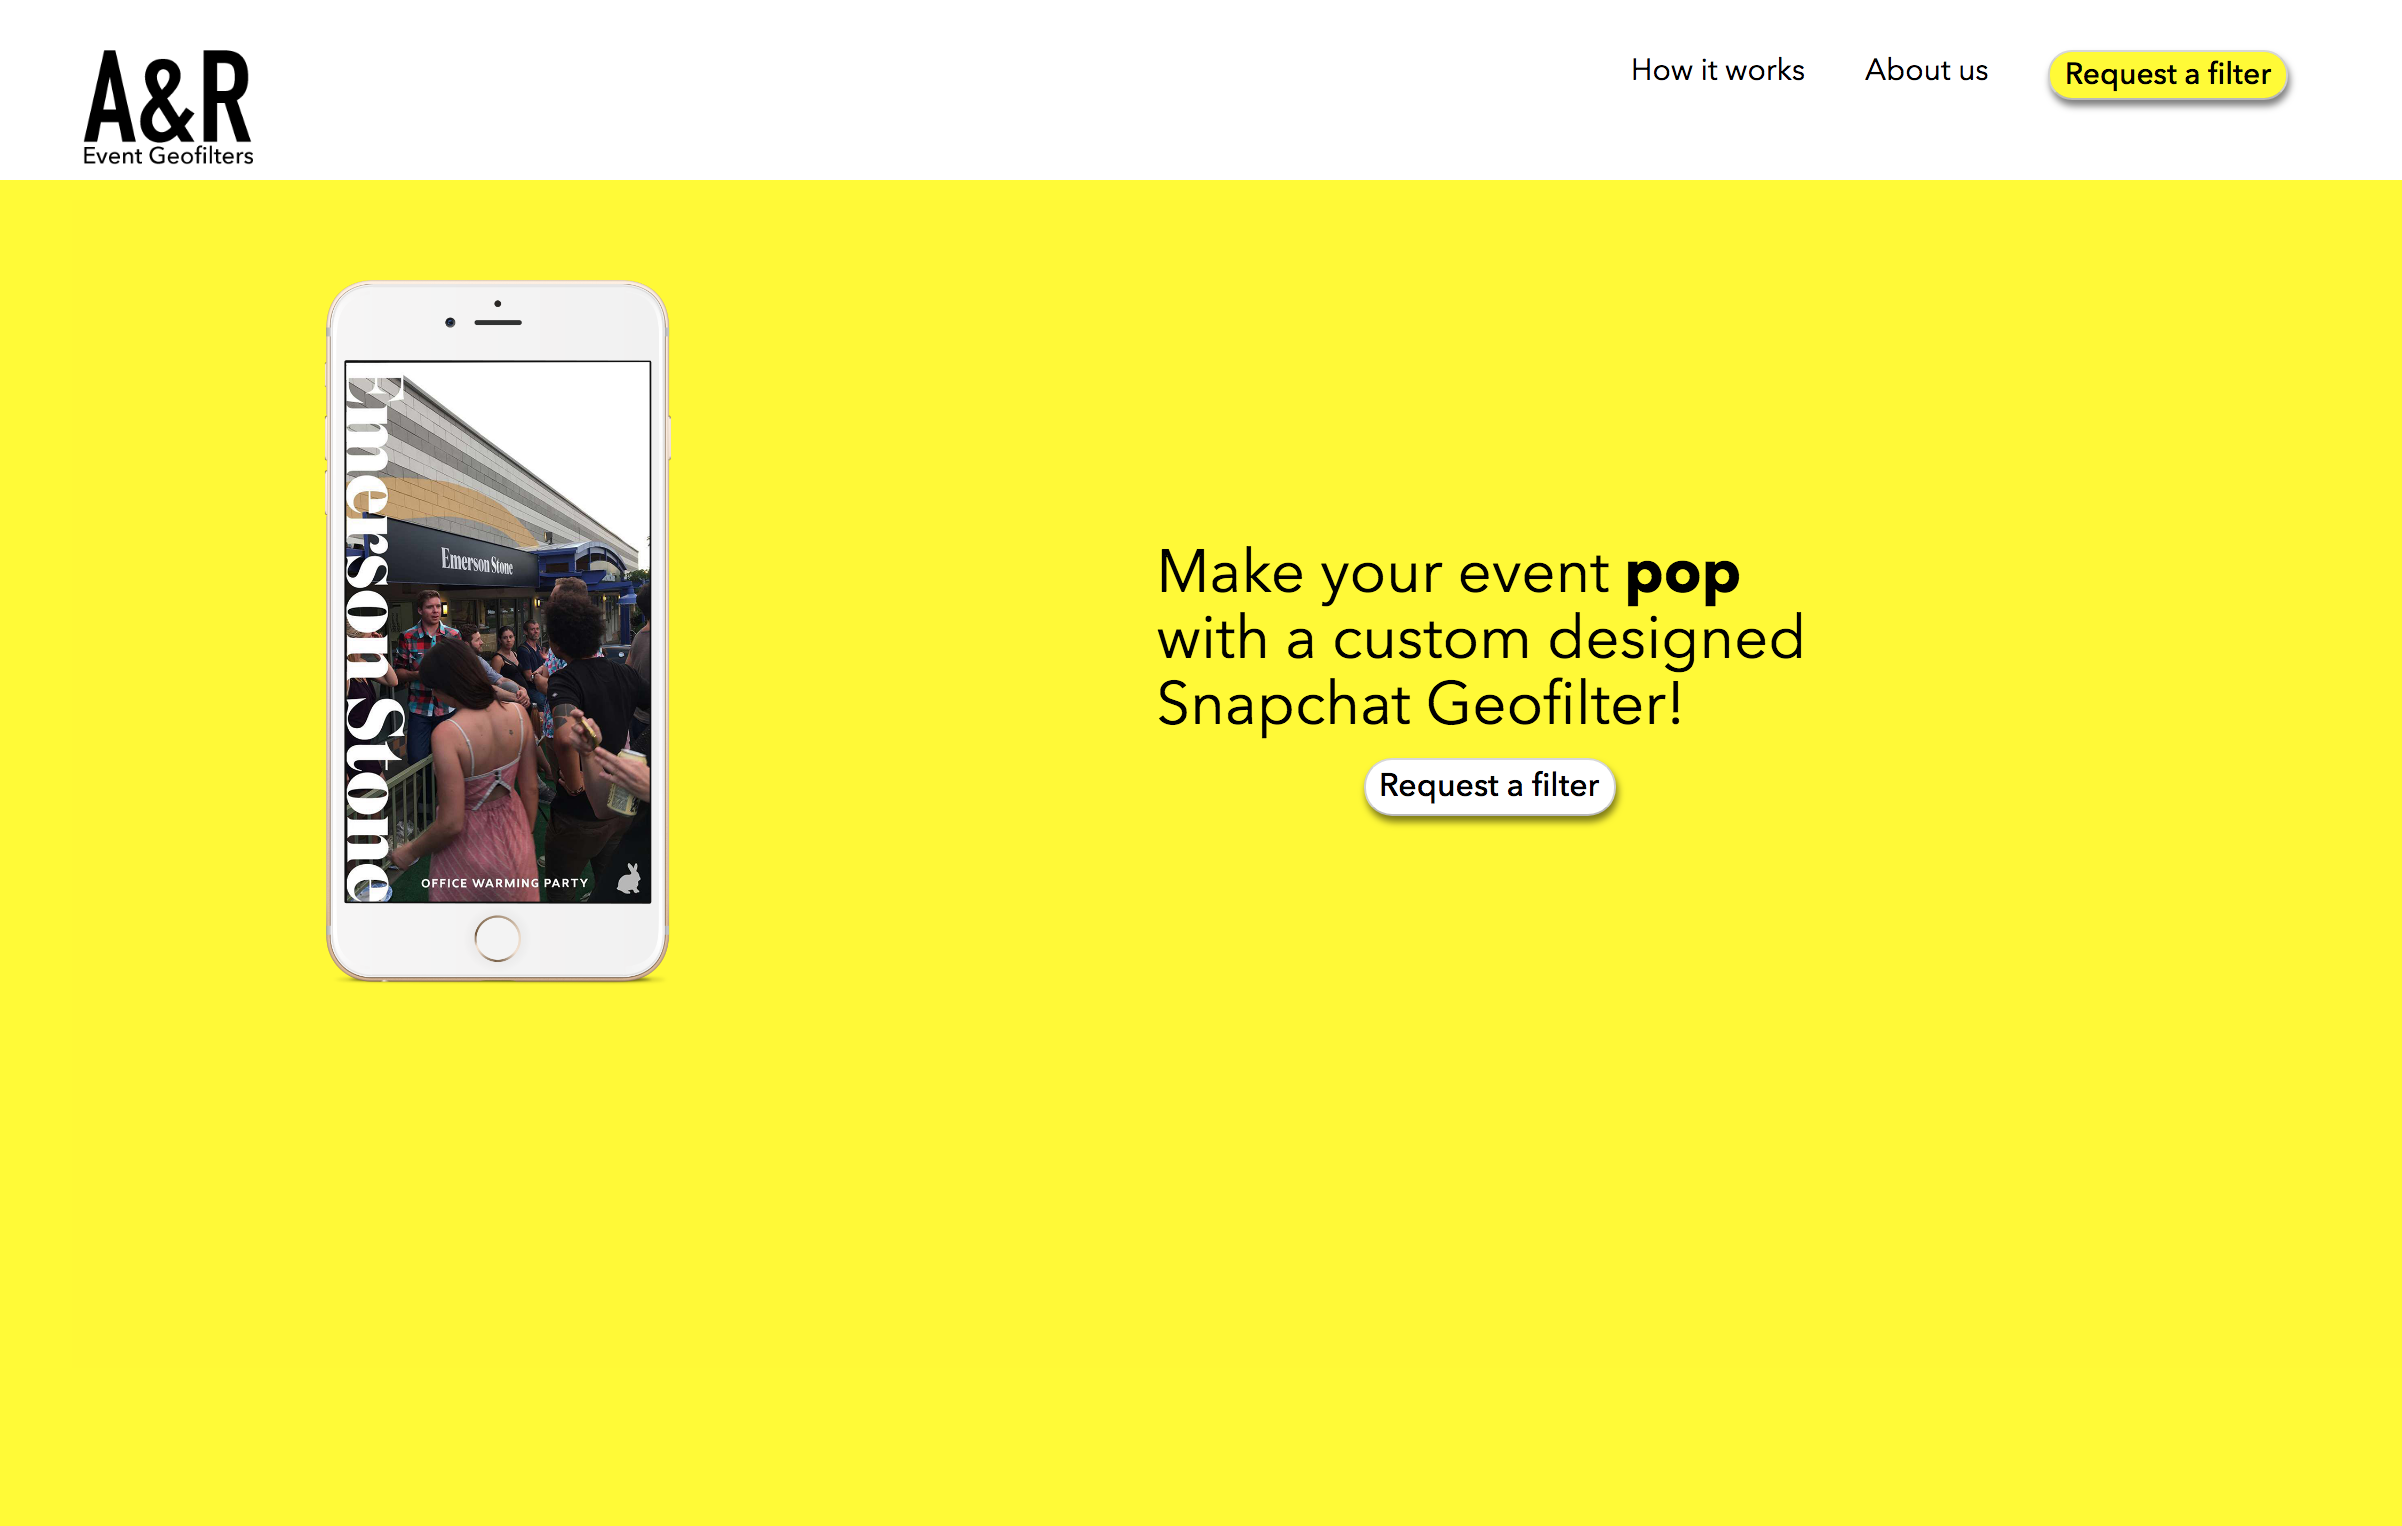 A&R
Event Geofilters
How it works
About us
Request a filter
Emerson Stone
Emerson Stone
OFFICE WARMING PARTY
Make your event pop
with a custom designed
Snapchat Geofilter!
Request a filter